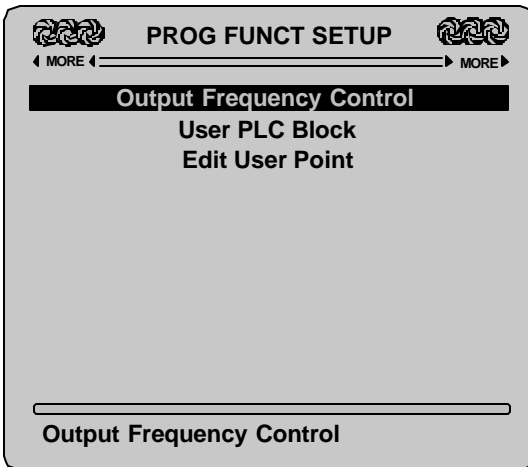 PROG FUNCT SETUP
MORE MORE
Output Frequency Control
User PLC Block
Edit User Point
Output Frequency Control